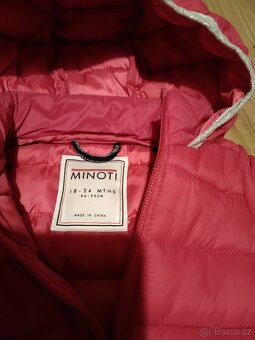 MINOTI
18 - 24 MTHS
86-92CM
MADE IN CHINA
Bazos.cz